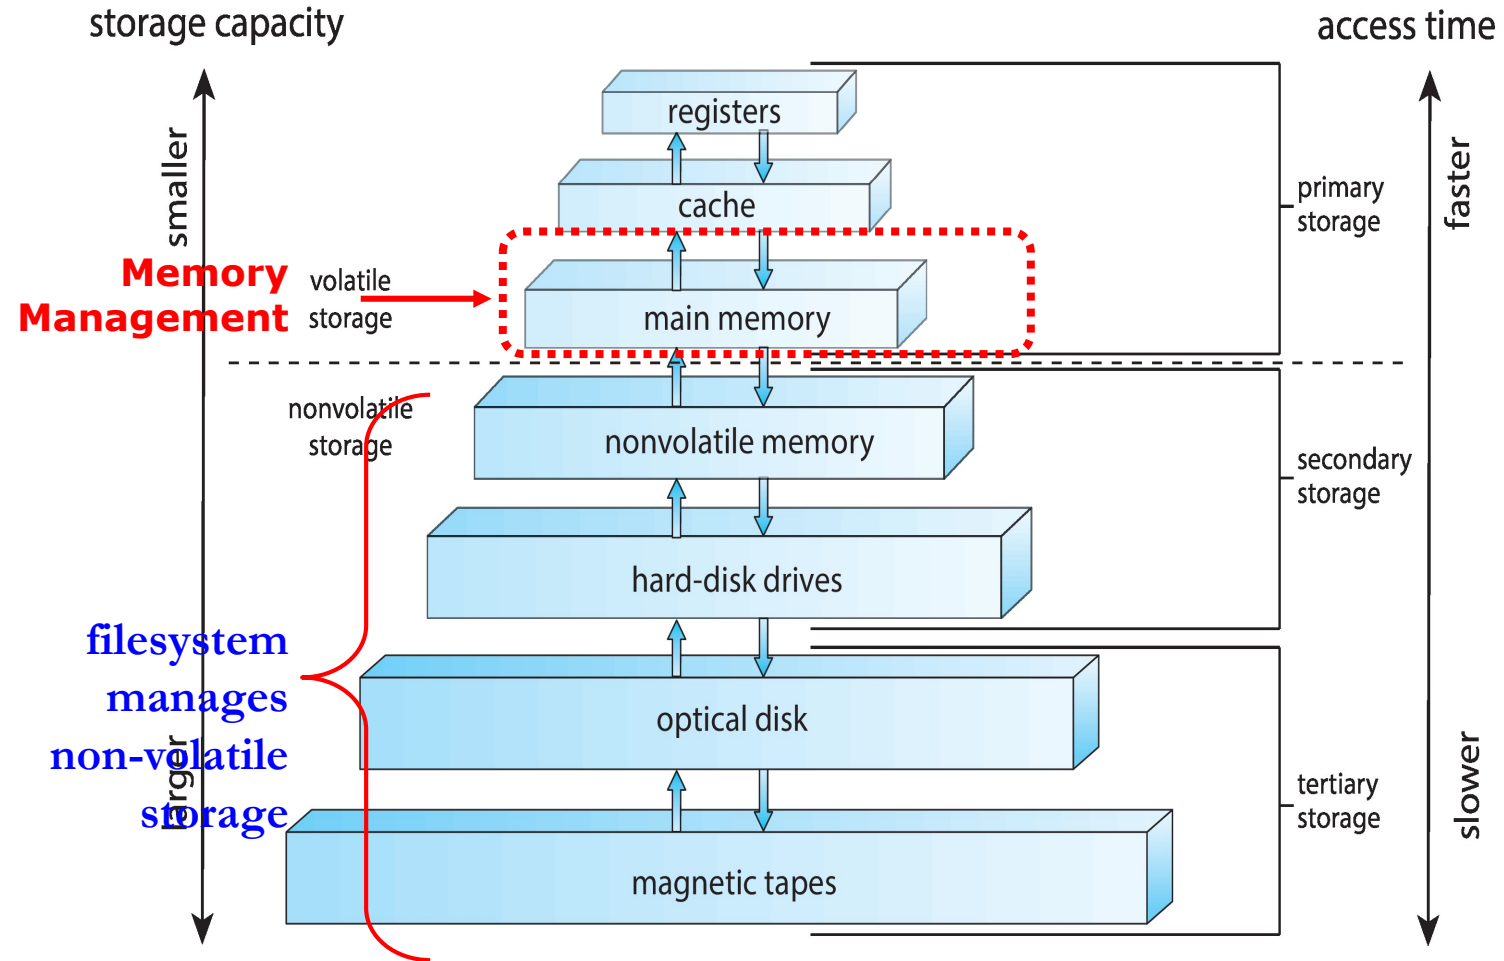 storage capacity
access time
smaller
larger
faster
slower
registers
cache
main memory
nonvolatile memory
hard-disk drives
optical disk
magnetic tapes
Memory
Management
volatile
storage
nonvolatile
storage
filesystem
manages
non-volatile
storage
primary
storage
secondary
storage
tertiary
storage